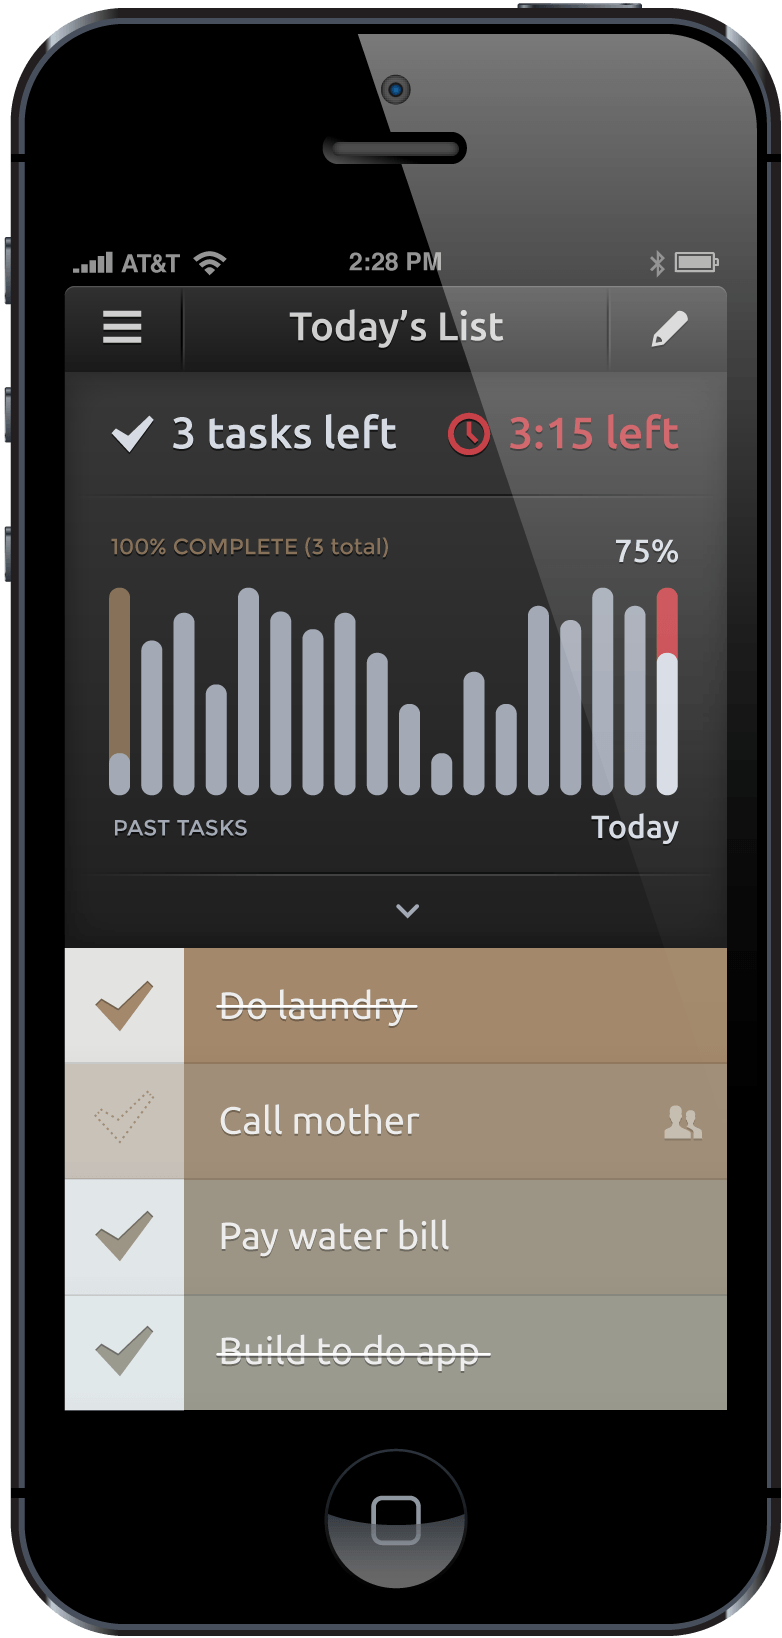 AT&T 2:28 PM
Today's List
3 tasks left 3:15 left
100% COMPLETE (3 total) 75%
PAST TASKS Today
Do laundry
Call mother
Pay water bill
Build to do app